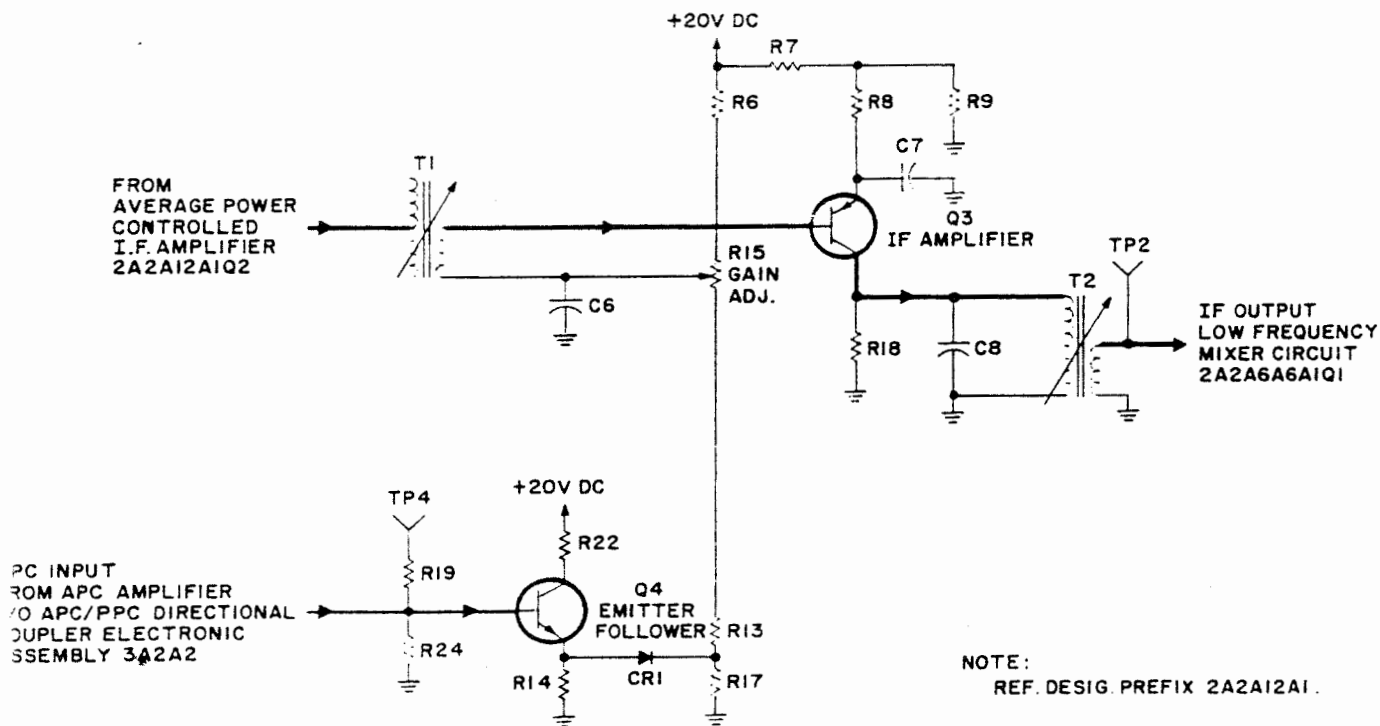 +20V DC
R7
R6
R8
R9
C7
T1
FROM
AVERAGE POWER
CONTROLLED
I.F. AMPLIFIER
2A2A12A1Q2
Q3
IF AMPLIFIER
R15
GAIN
ADJ.
C6
TP2
T2
R18
C8
IF OUTPUT
LOW FREQUENCY
MIXER CIRCUIT
2A2A6A6A1Q1
+20V DC
TP4
R22
R19
PC INPUT
ROM APC AMPLIFIER
/O APC/PPC DIRECTIONAL
OUPLER ELECTRONIC
SSEMBLY 3A2A2
Q4
EMITTER
FOLLOWER
R13
R24
R14
CR1
R17
NOTE:
REF. DESIG. PREFIX 2A2A12A1.